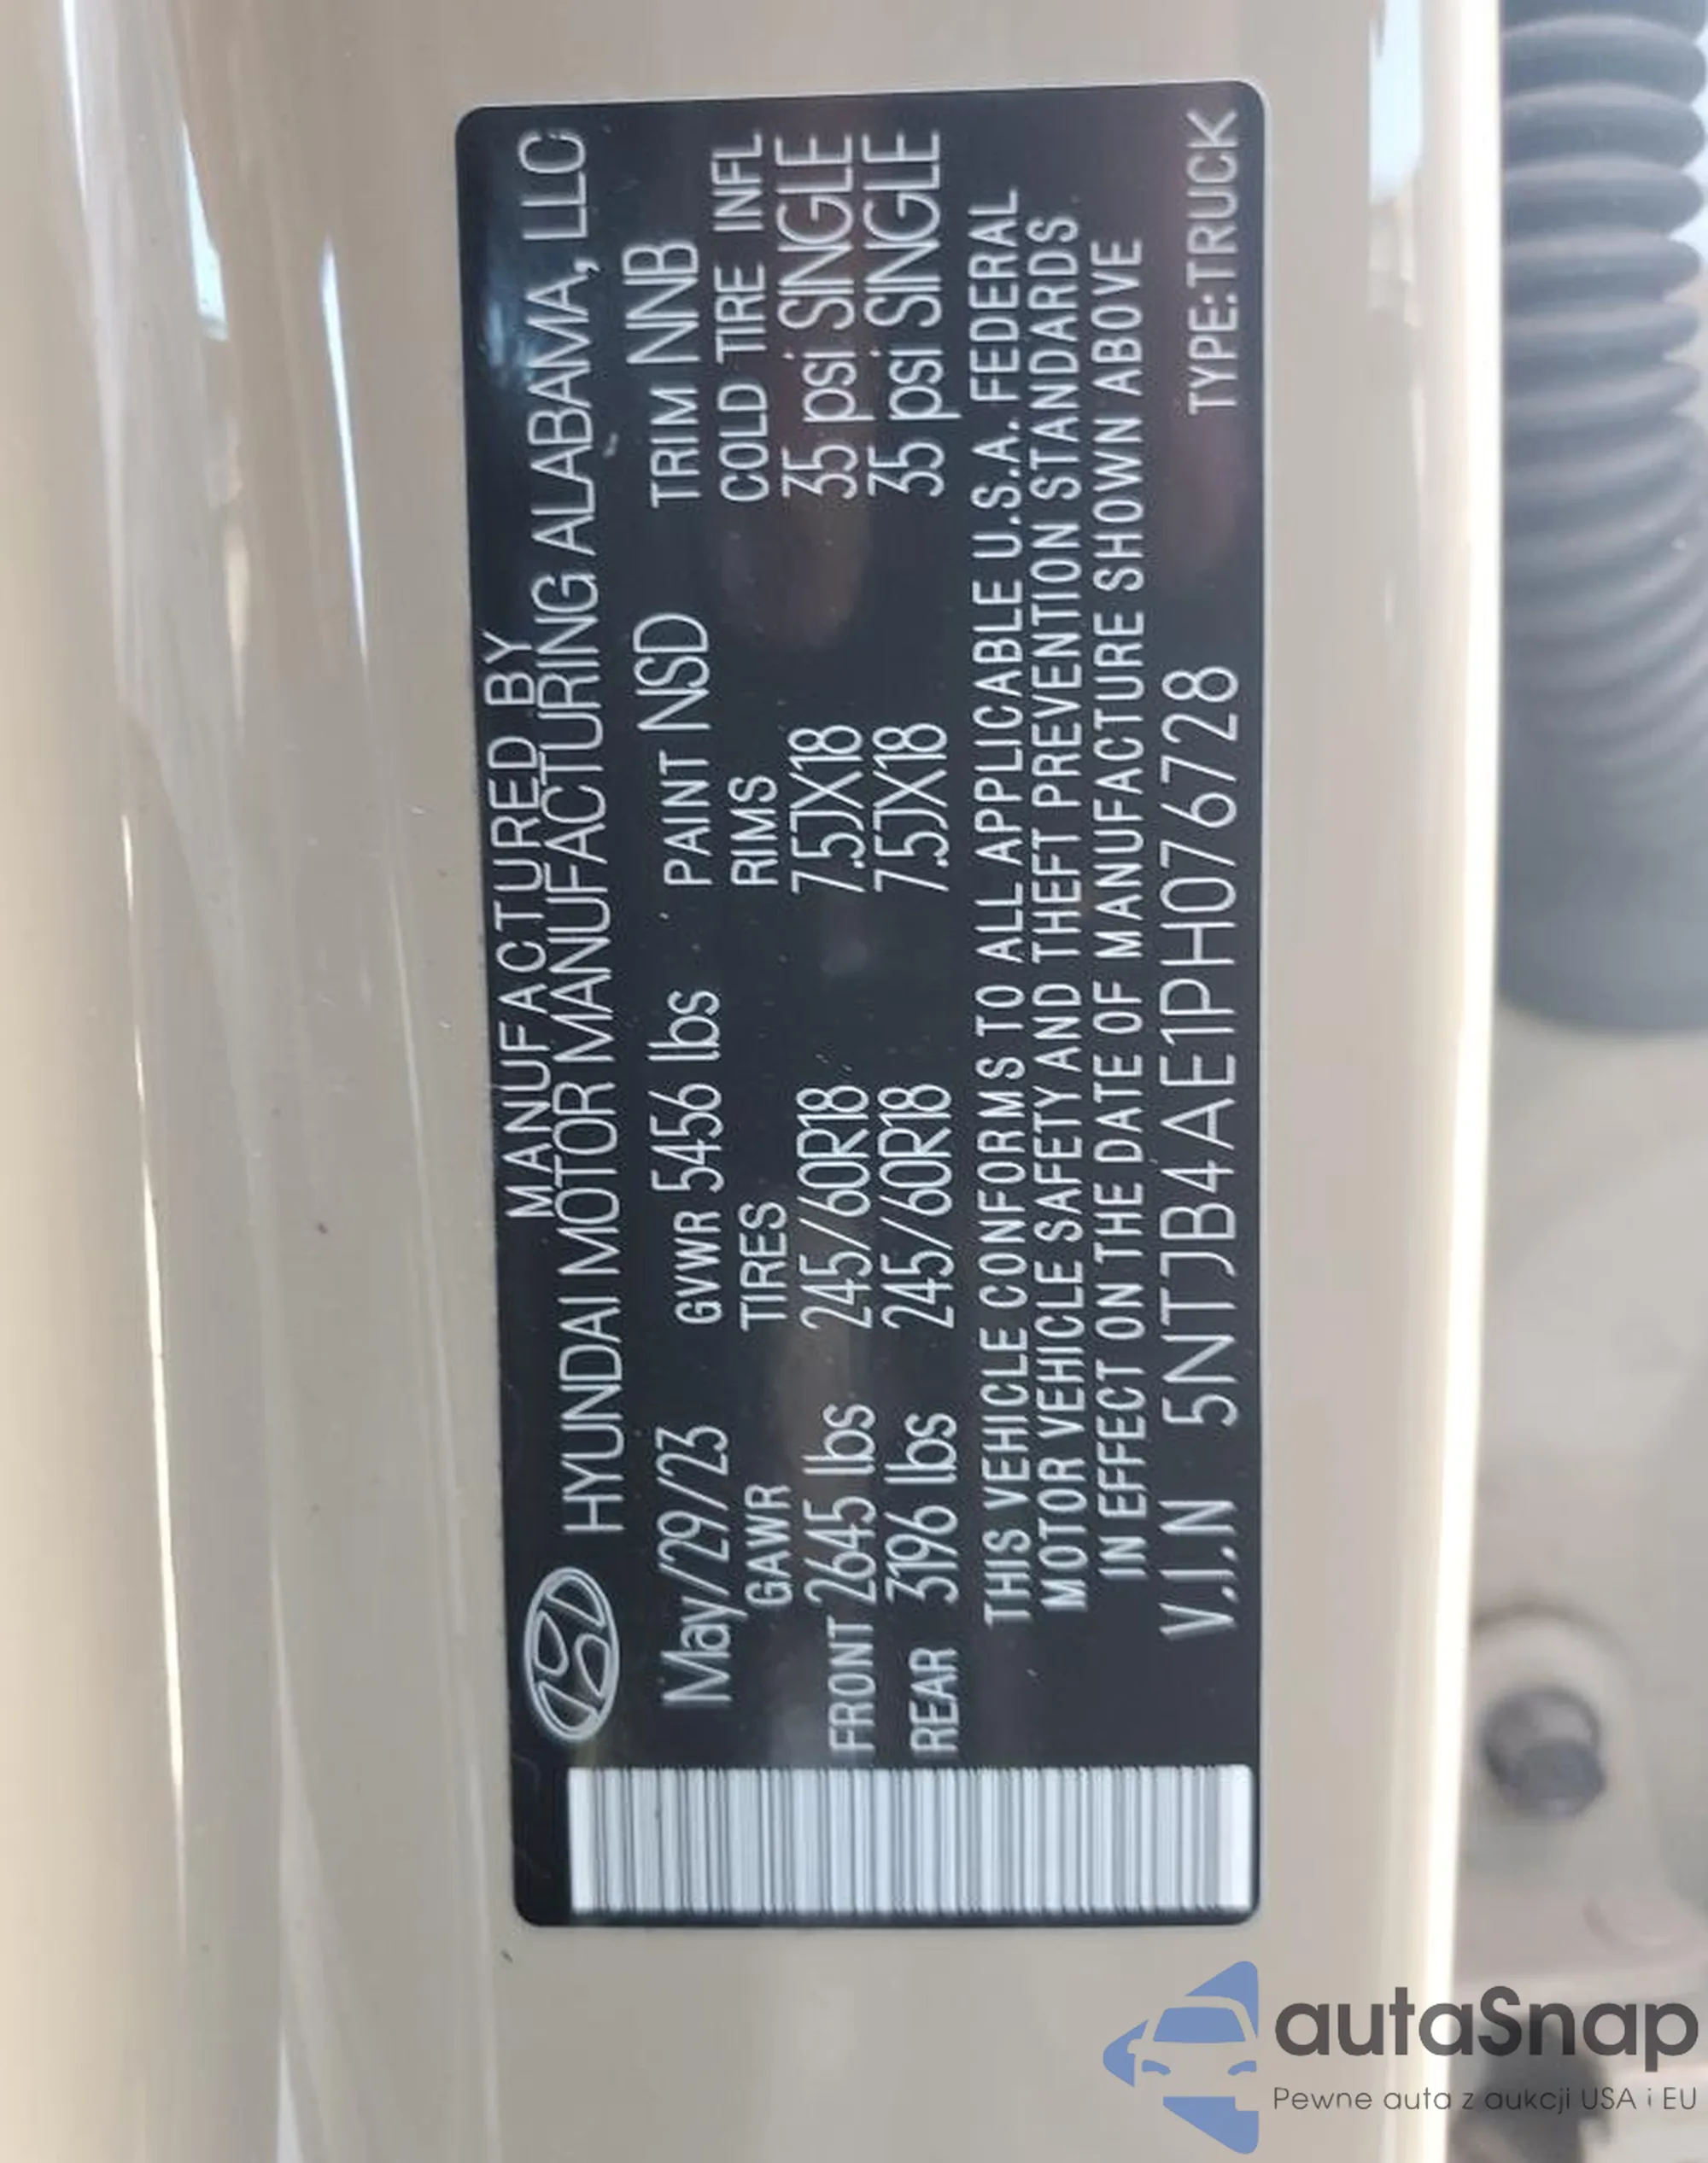 MANUFACTURED BY
HYUNDAI MOTOR MANUFACTURING ALABAMA, LLC
May/29/23 GVWR 5456 lbs PAINT NSD TRIM NNB
GAWR TIRES RIMS COLD TIRE INFL
FRONT 2645 lbs 245/60R18 7.5JX18 35 psi SINGLE
REAR 3196 lbs 245/60R18 7.5JX18 35 psi SINGLE
THIS VEHICLE CONFORMS TO ALL APPLICABLE U.S.A. FEDERAL
MOTOR VEHICLE SAFETY AND THEFT PREVENTION STANDARDS
IN EFFECT ON THE DATE OF MANUFACTURE SHOWN ABOVE
V.I.N 5NTJB4AE1PH076728 TYPE:TRUCK
autaSnap
Pewne auta z aukcji USA i EU